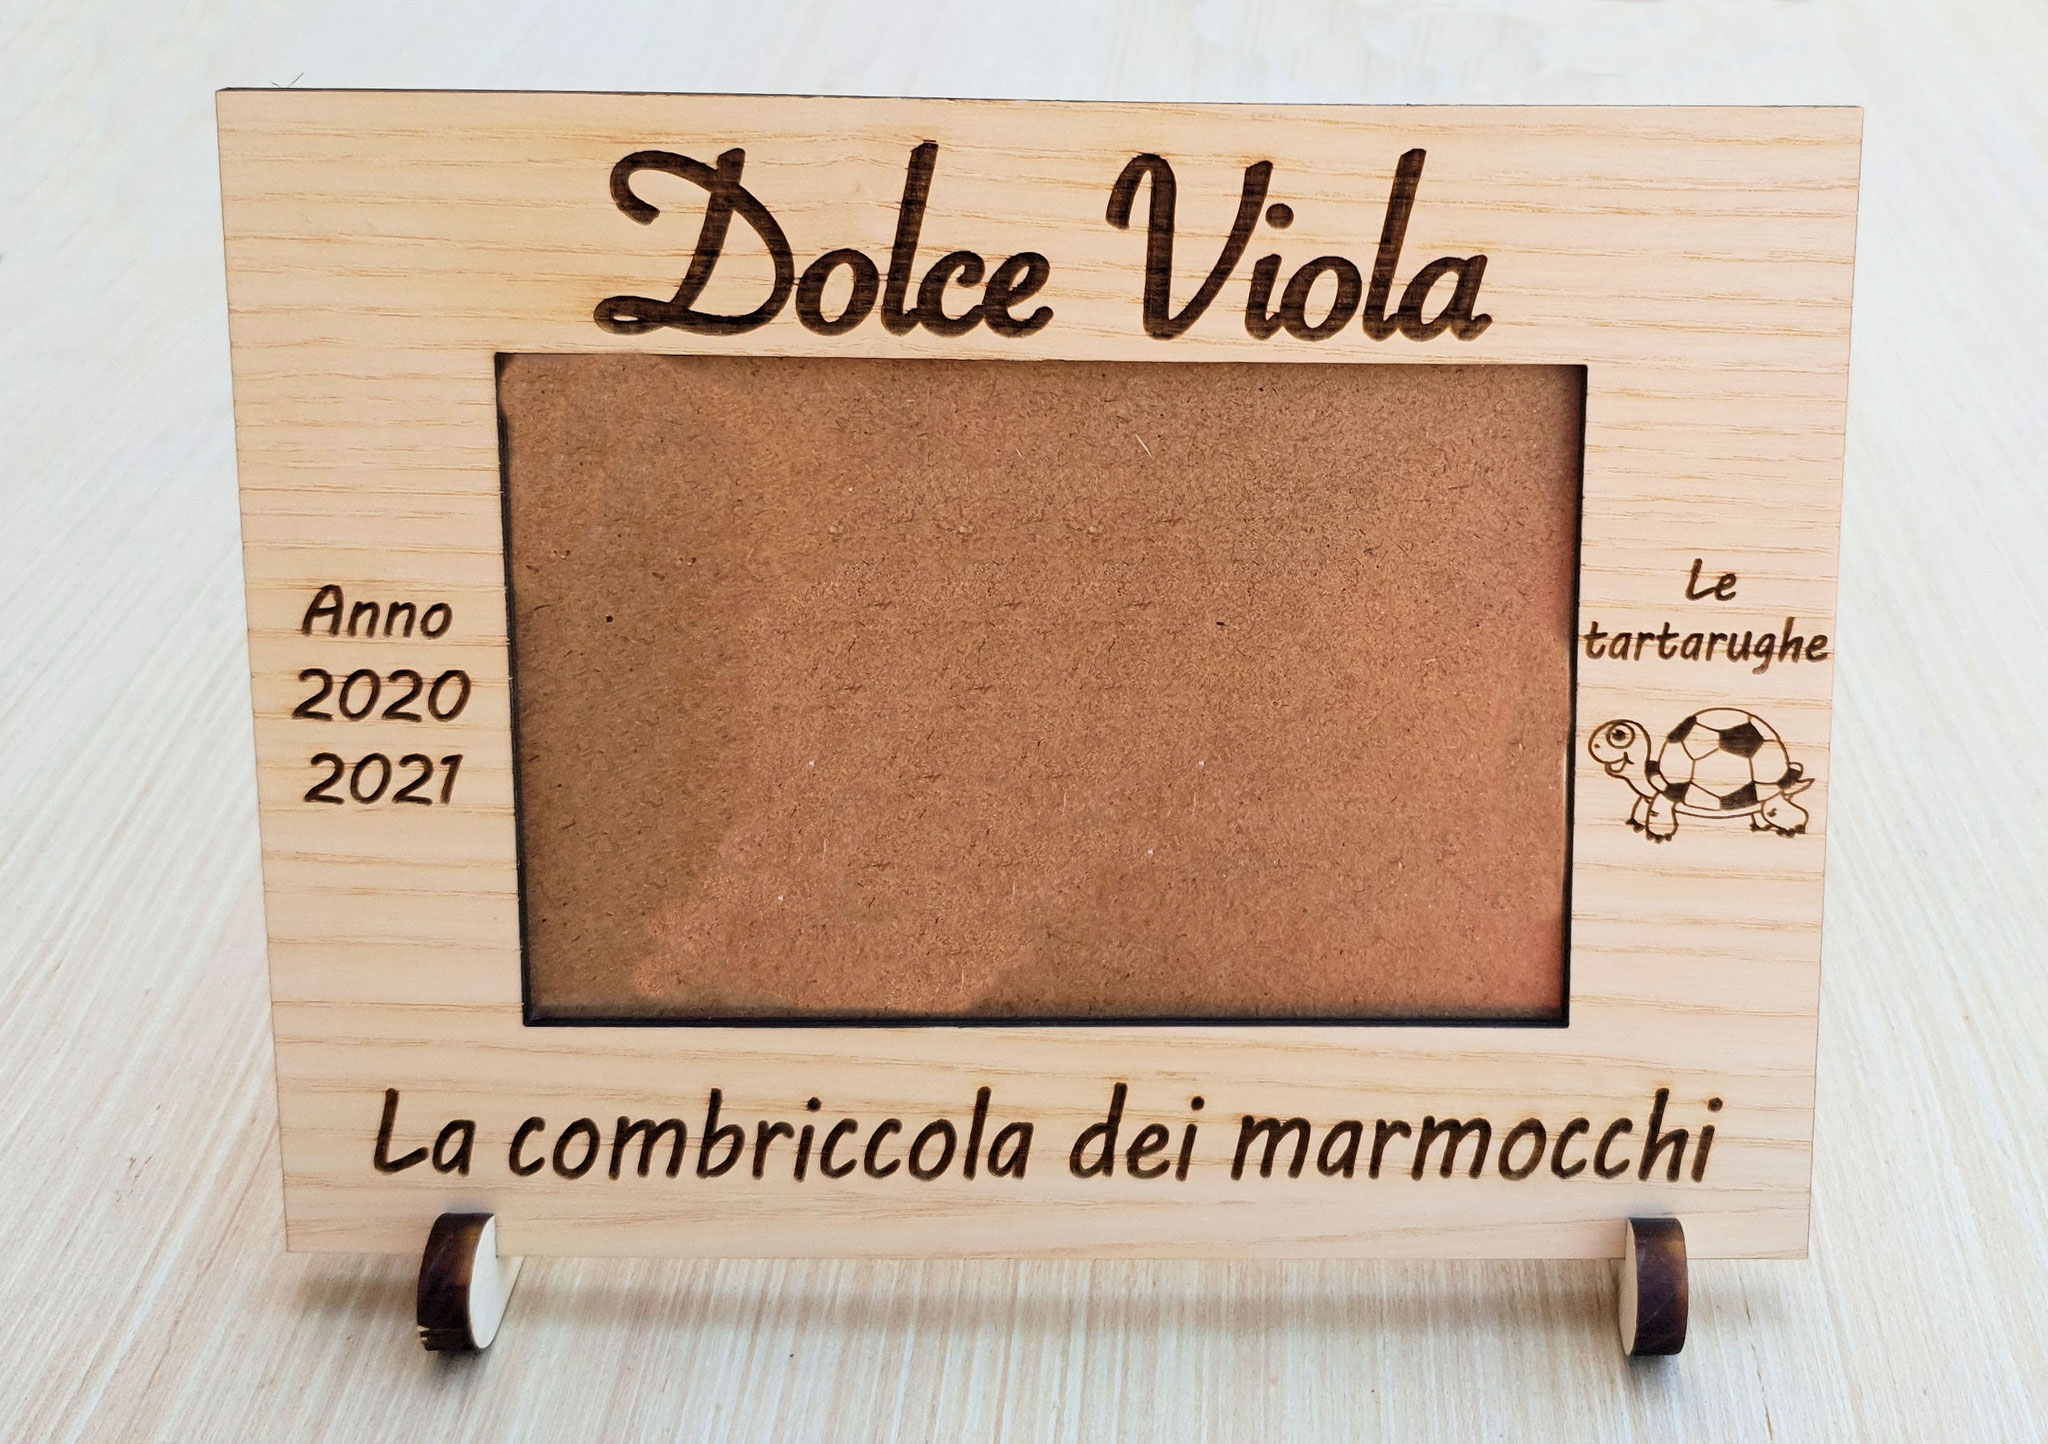 Dolce Viola
Anno
2020
2021
Le
tartarughe
La combriccola dei marmocchi